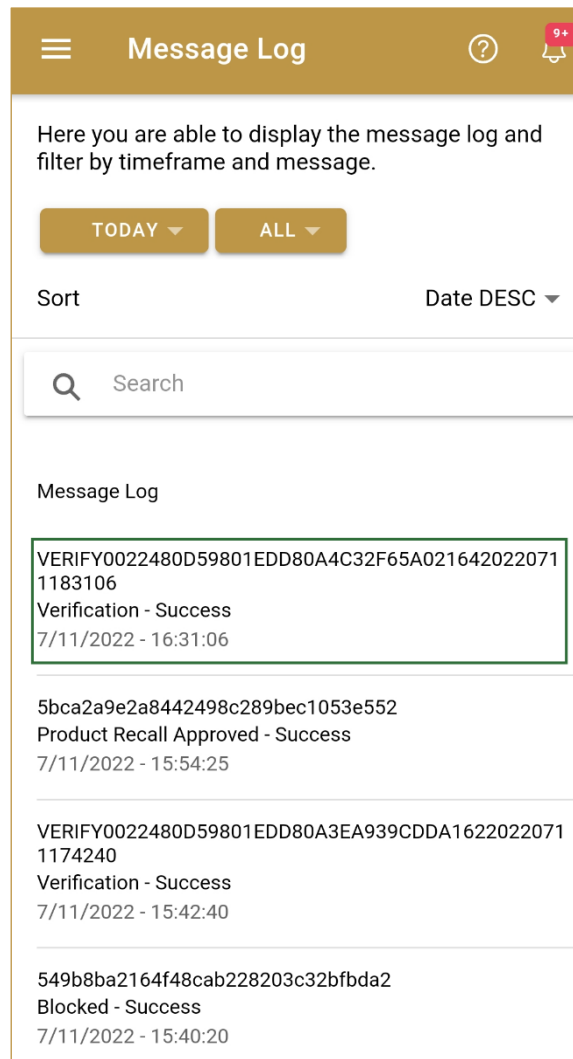 Message Log
9+
Here you are able to display the message log and
filter by timeframe and message.
TODAY ALL
Sort Date DESC
Search
Message Log
VERIFY0022480D59801EDD80A4C32F65A021642022071
1183106
Verification - Success
7/11/2022 - 16:31:06
5bca2a9e2a8442498c289bec1053e552
Product Recall Approved - Success
7/11/2022 - 15:54:25
VERIFY0022480D59801EDD80A3EA939CDDA1622022071
1174240
Verification - Success
7/11/2022 - 15:42:40
549b8ba2164f48cab228203c32bfbda2
Blocked - Success
7/11/2022 - 15:40:20